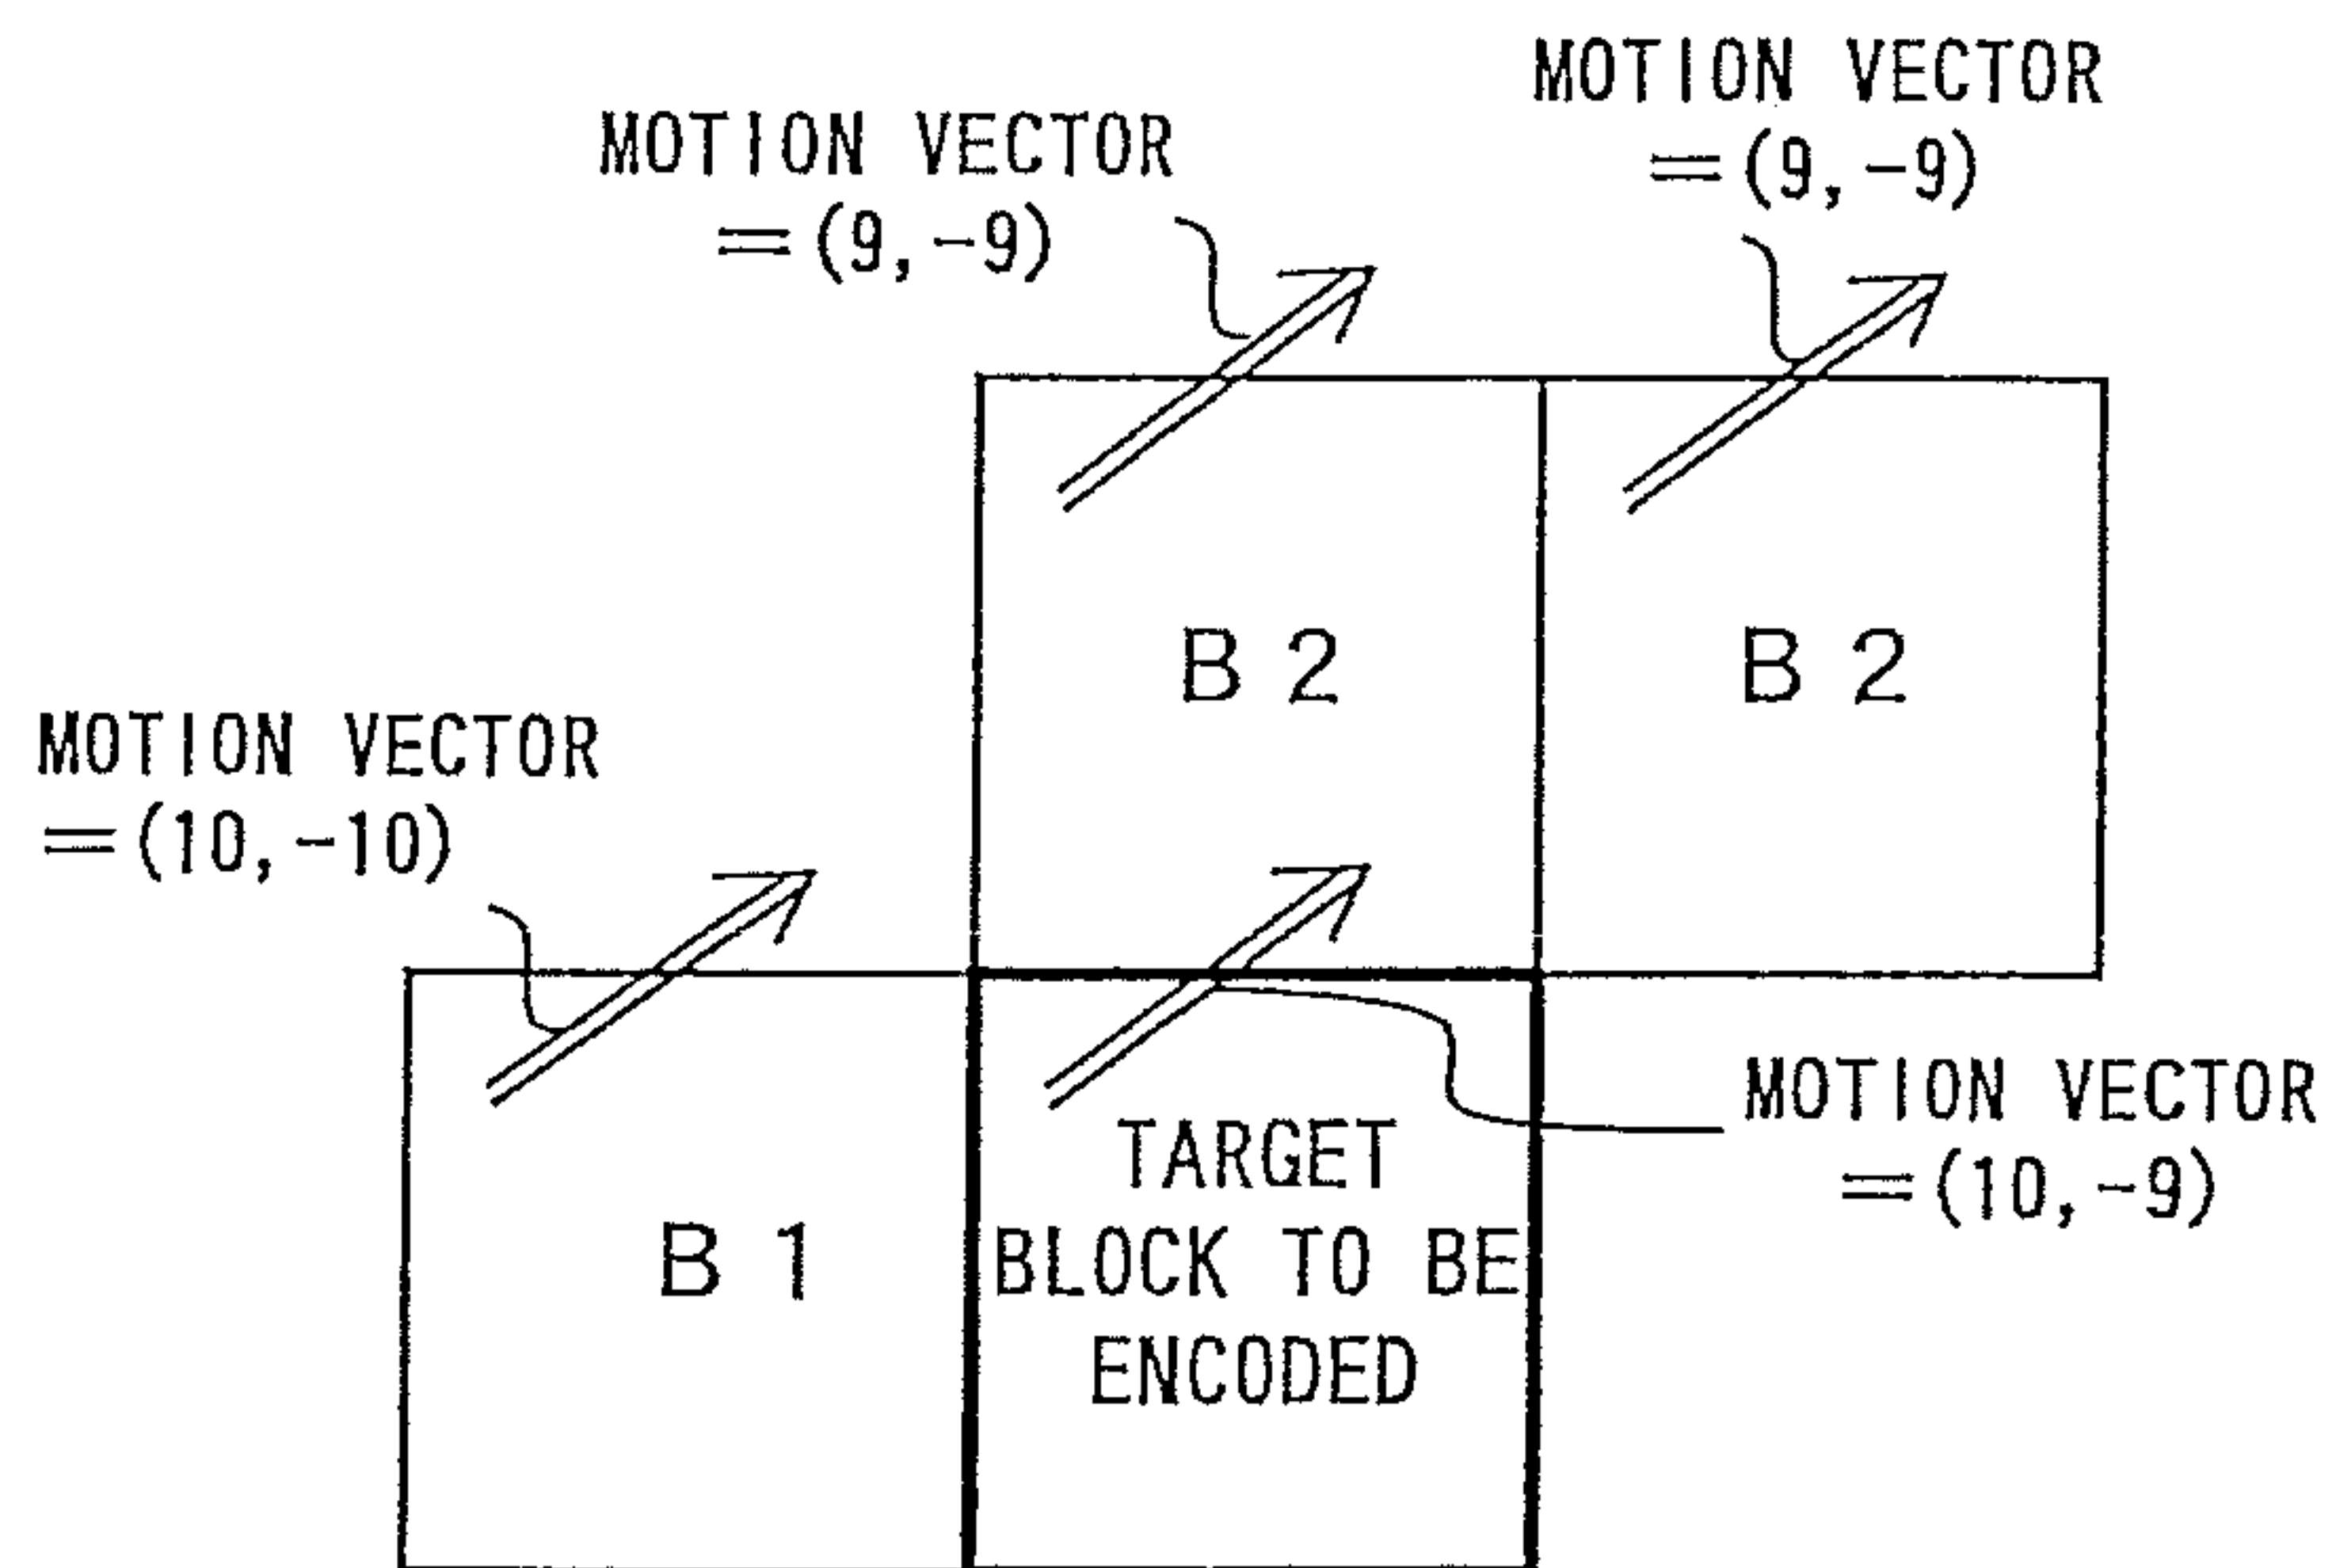 MOTION VECTOR
=(9,-9)
MOTION VECTOR
=(9,-9)
B 2
B 2
MOTION VECTOR
=(10,-10)
B 1
TARGET
BLOCK TO BE
ENCODED
MOTION VECTOR
=(10,-9)